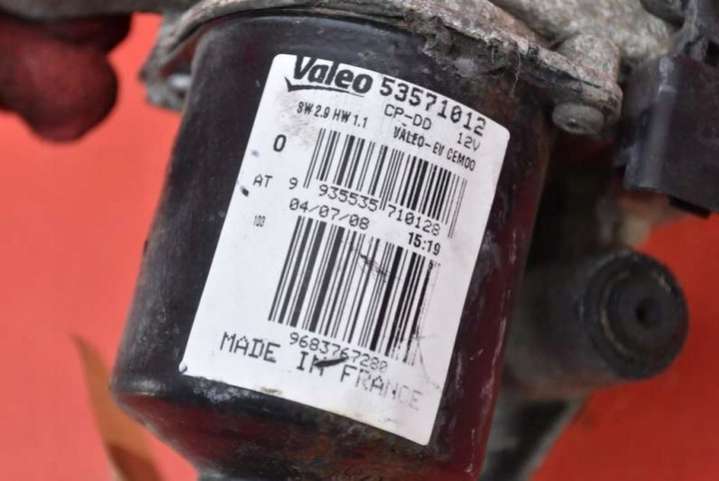 Valeo 53571012
SW 2.9 HW 1.1 CP-DD 12V
VALEO-EV CEMDO
0
AT 9 935535 710128
04/07/08 15:19
100
9683767280
MADE IN FRANCE